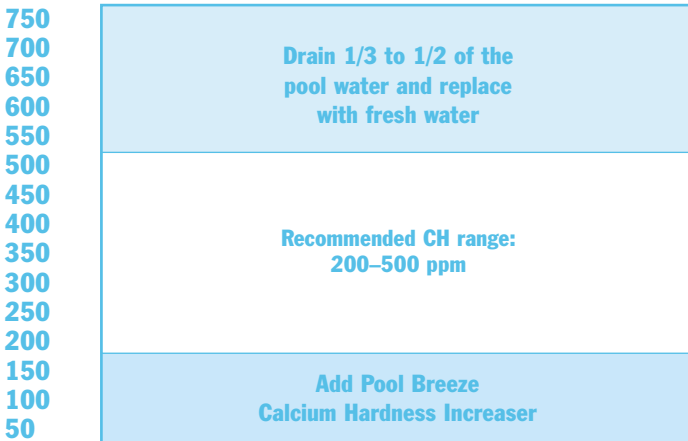 750
700
650
600
550
500
450
400
350
300
250
200
150
100
50
Drain 1/3 to 1/2 of the
pool water and replace
with fresh water
Recommended CH range:
200–500 ppm
Add Pool Breeze
Calcium Hardness Increaser